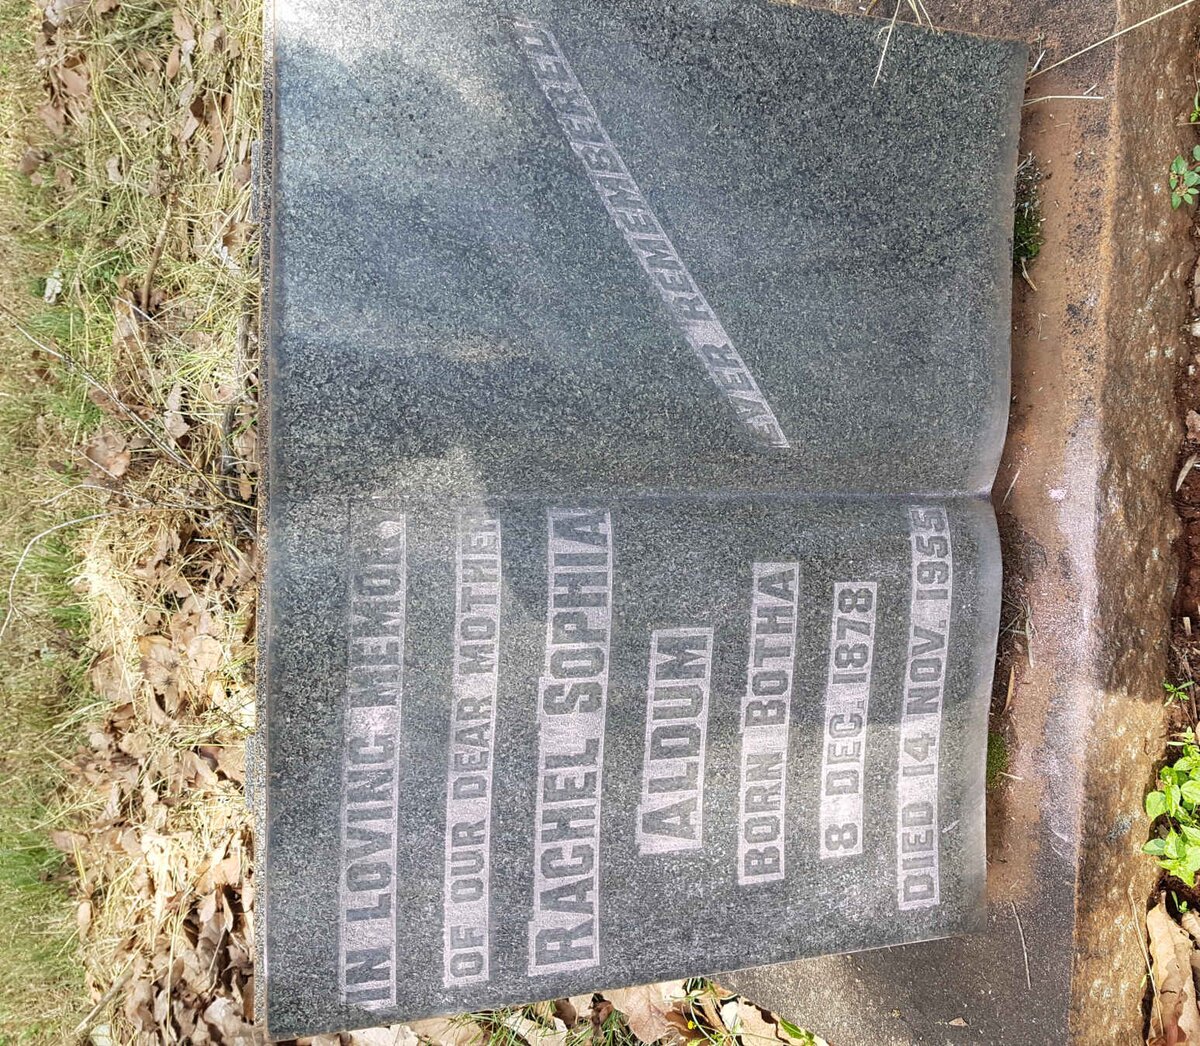 IN LOVING MEMORY
OF OUR DEAR MOTHER
RACHEL SOPHIA
ALDUM
BORN BOTHA
8 DEC. 1878
DIED 14 NOV. 1955
EVER REMEMBERED